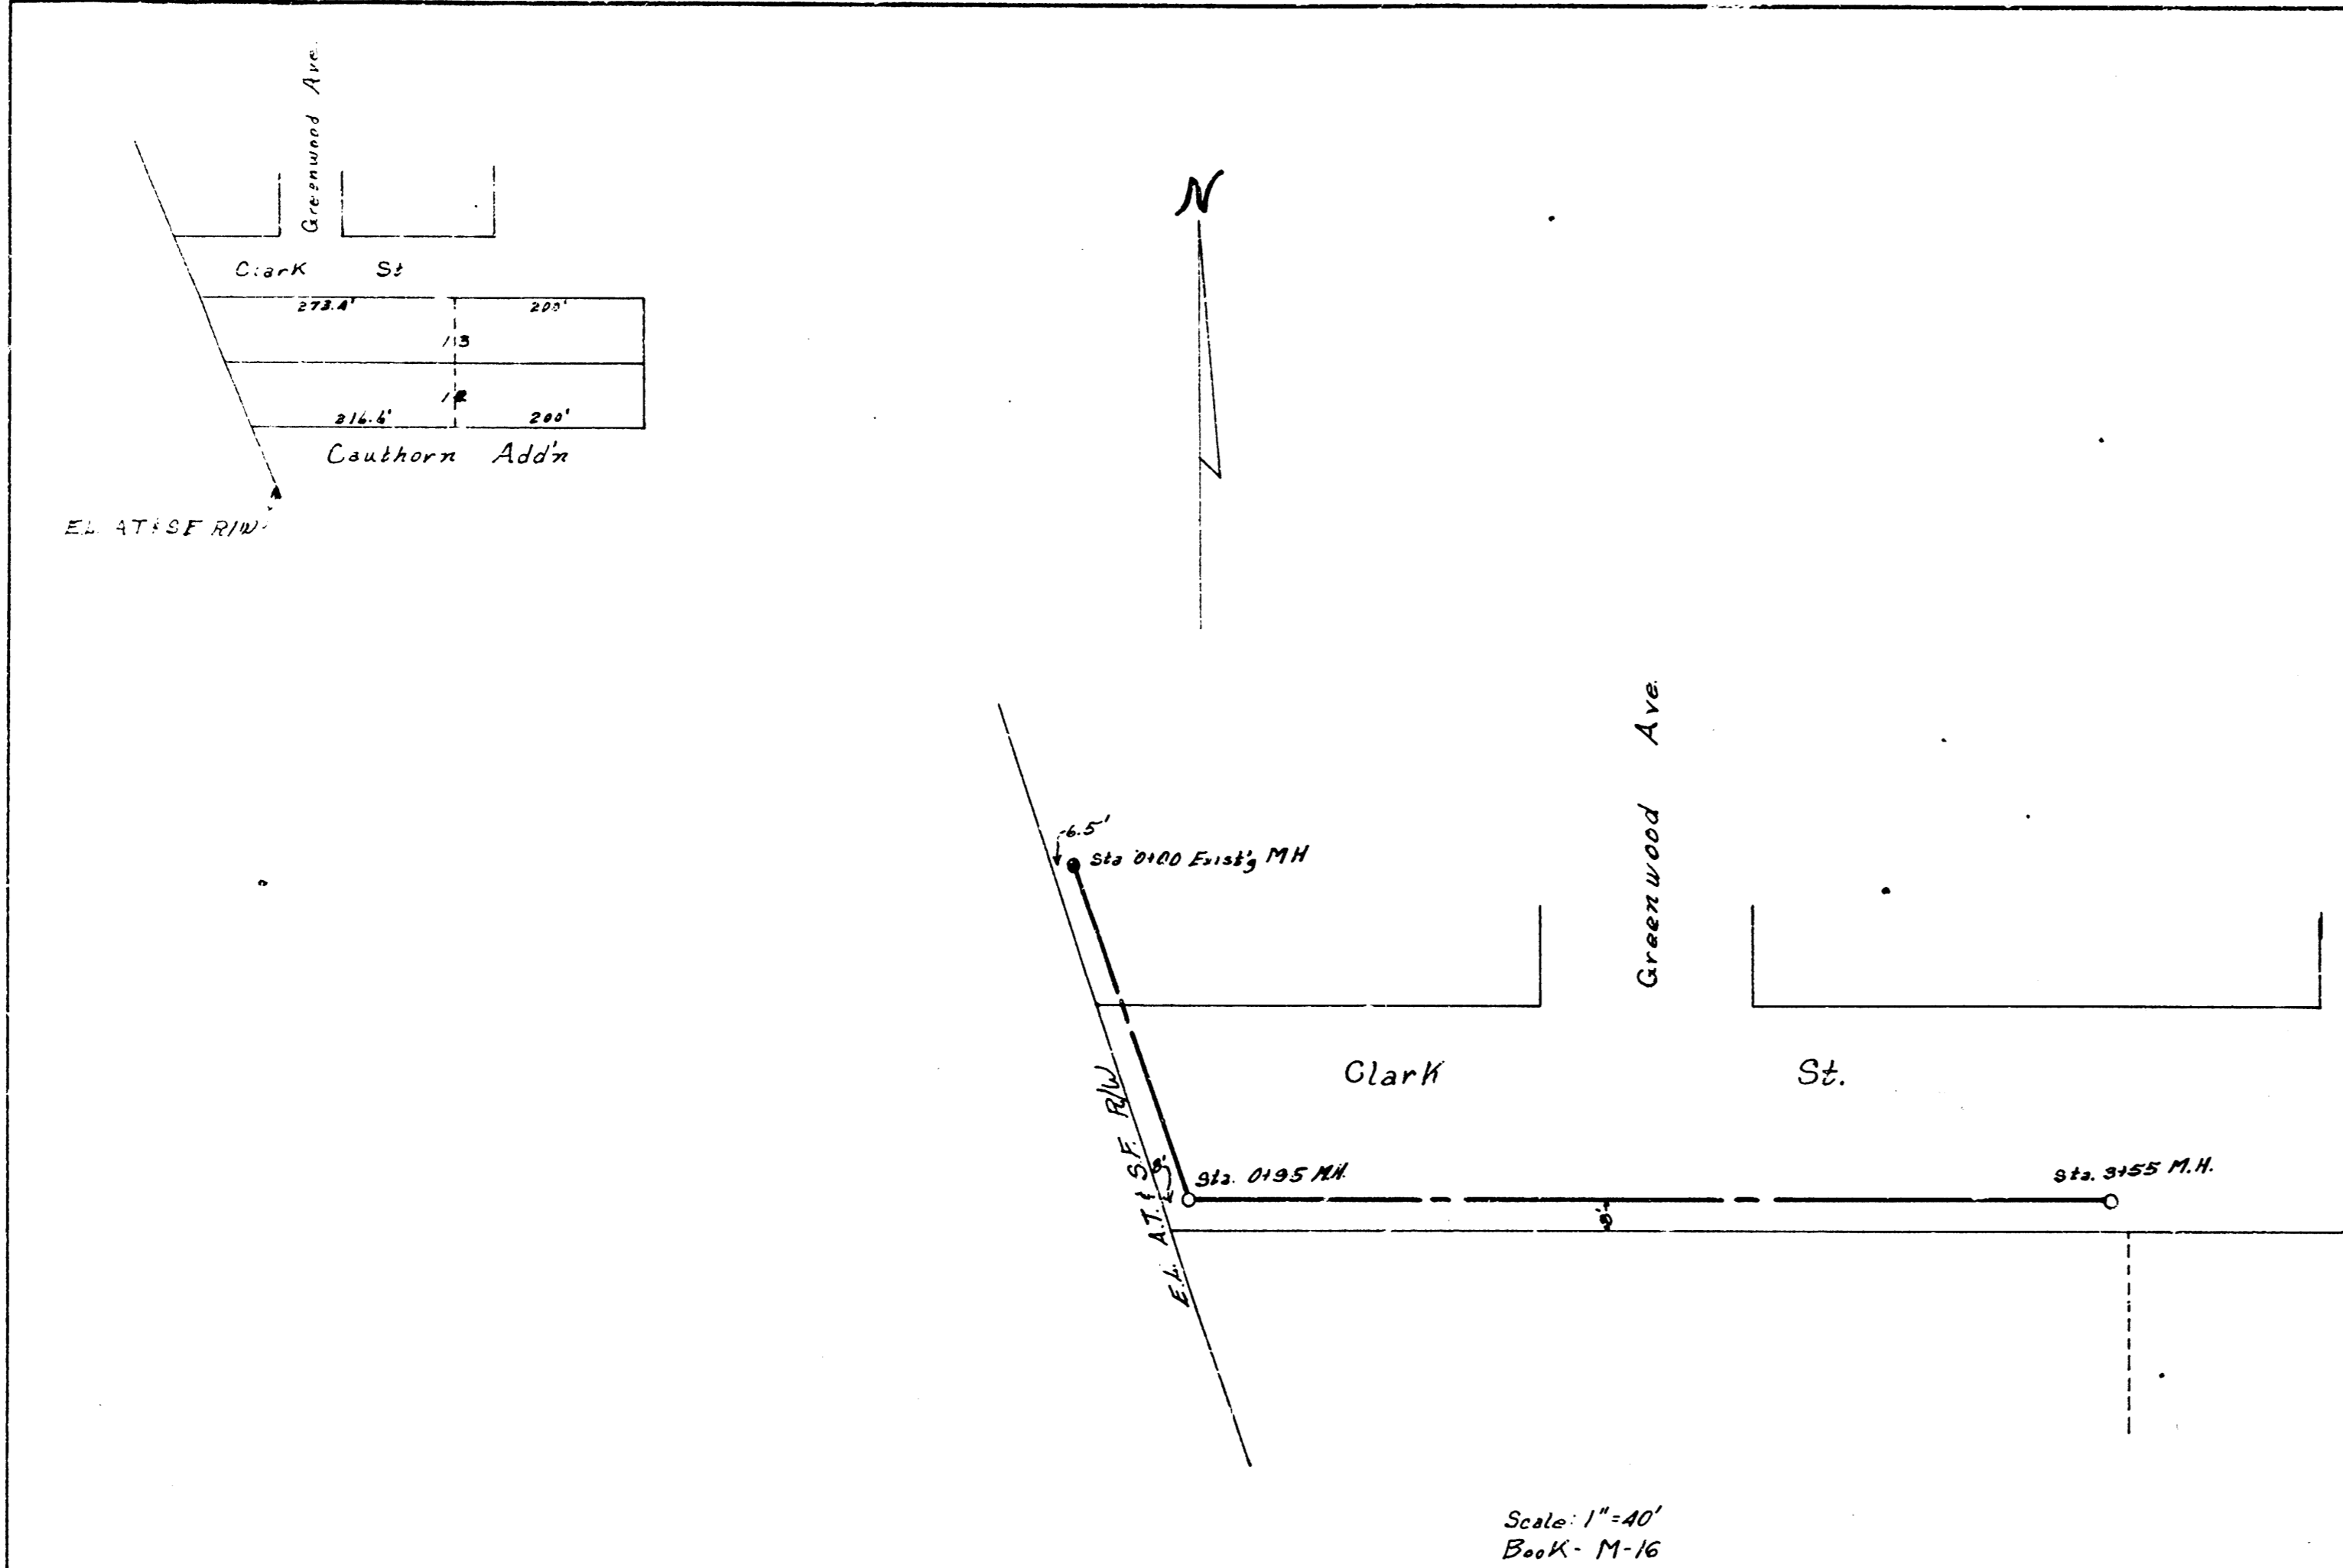 Greenwood Ave.
Clark St
273.4'
200'
13
12
216.6'
200'
Cauthorn Add'n
E.L. AT&SF R/W
N
Greenwood Ave.
6.5'
Sta 0+00 Exist'g MH
Clark St.
E.L. A.T.&S.F. R/W
8'
Sta. 0+95 M.H.
Sta. 3+55 M.H.
8'
Scale: 1"=40'
Book- M-16